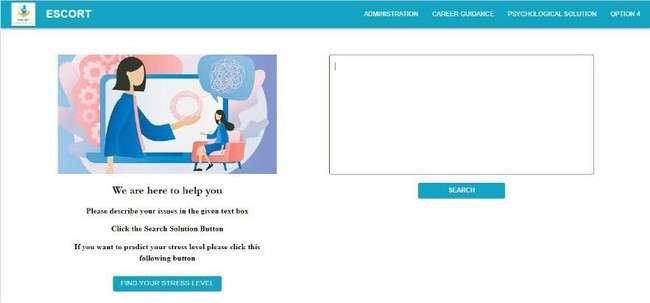 ESCORT
ADMINISTRATION
CAREER GUIDANCE
PSYCHOLOGICAL SOLUTION
OPTION 4
We are here to help you
Please describe your issues in the given text box
Click the Search Solution Button
If you want to predict your stress level please click this
following button
FIND YOUR STRESS LEVEL
SEARCH